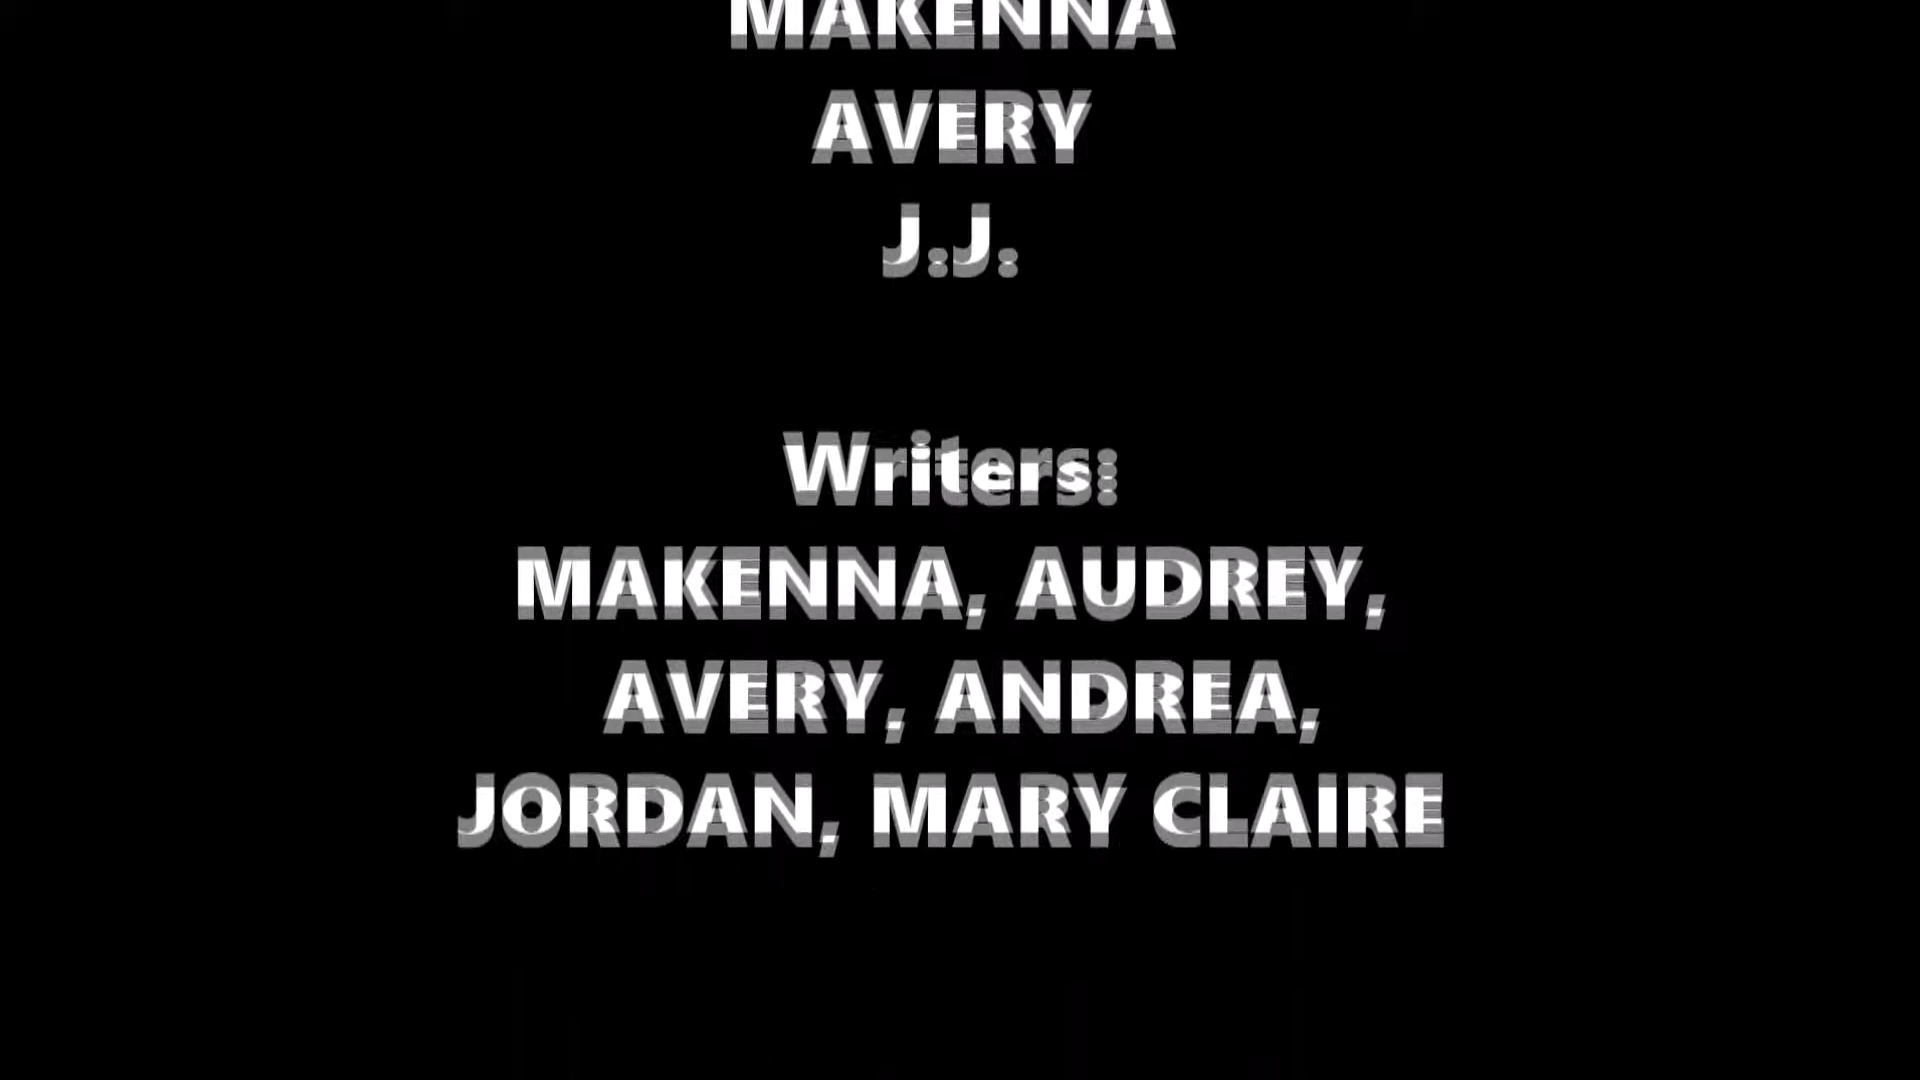 MAKENNA
AVERY
J.J.
Writers:
MAKENNA, AUDREY,
AVERY, ANDREA,
JORDAN, MARY CLAIRE